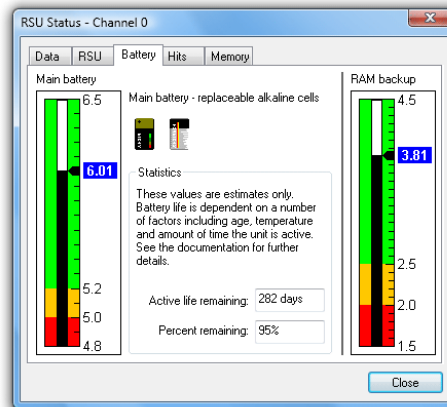 RSU Status - Channel 0
Data RSU Battery Hits Memory
Main battery
6.5
6.01
5.2
5.0
4.8
Main battery - replaceable alkaline cells
Statistics
These values are estimates only.
Battery life is dependent on a number
of factors including age, temperature
and amount of time the unit is active.
See the documentation for further
details.
Active life remaining: 282 days
Percent remaining: 95%
RAM backup
4.5
3.81
2.5
2.0
1.5
Close